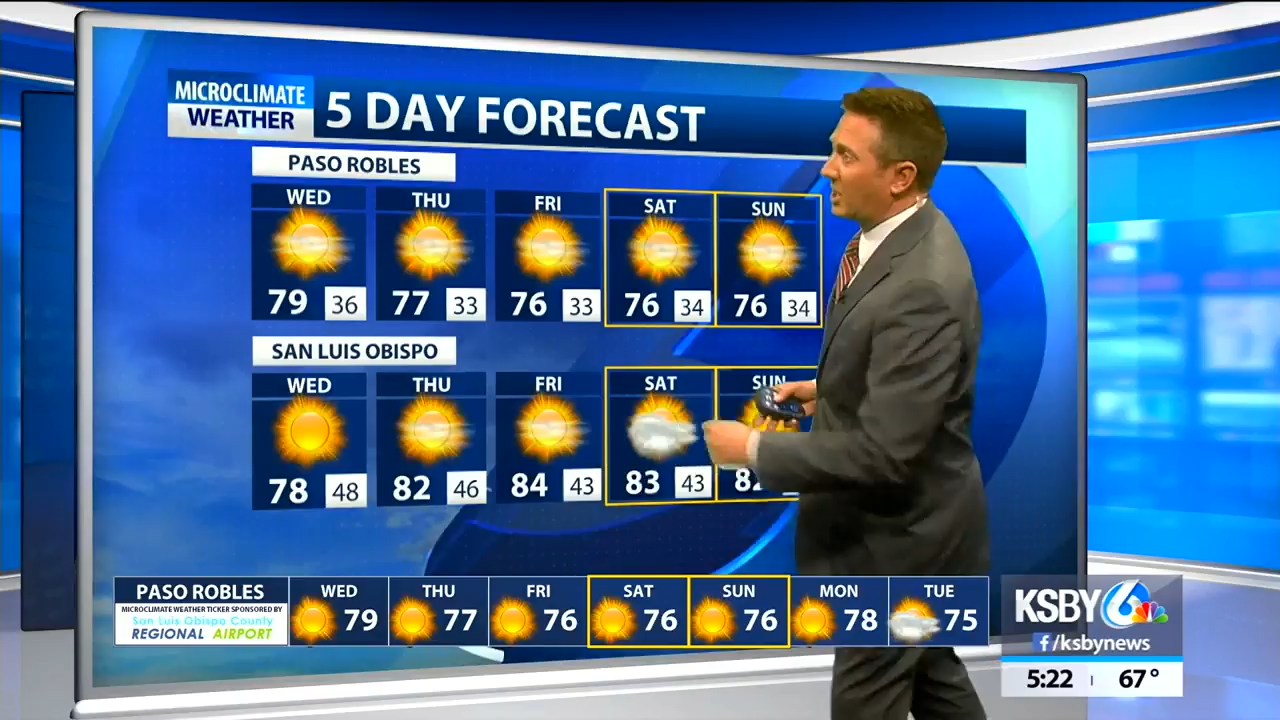 MICROCLIMATE
WEATHER
5 DAY FORECAST
PASO ROBLES
WED THU FRI SAT SUN
79 36 77 33 76 33 76 34 76 34
SAN LUIS OBISPO
WED THU FRI SAT SUN
78 48 82 46 84 43 83 43
PASO ROBLES
MICROCLIMATE WEATHER TICKER SPONSORED BY
San Luis Obispo County
REGIONAL AIRPORT
WED THU FRI SAT SUN MON TUE
79 77 76 76 76 78 75
KSBY 6
f/ksbynews
5:22 67°